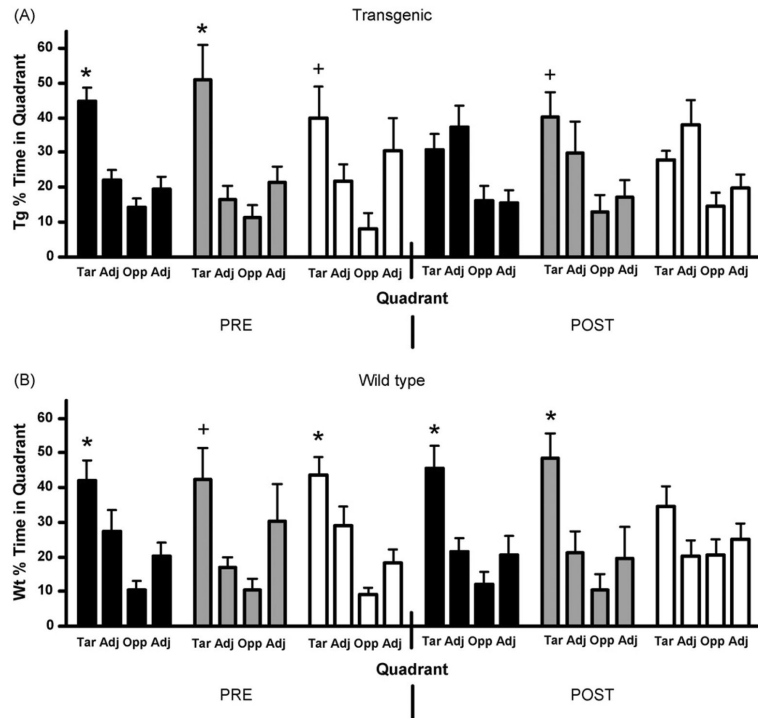 (A) Transgenic
Tg % Time in Quadrant
60
50
40
30
20
10
0
* * + +
Tar Adj Opp Adj Tar Adj Opp Adj Tar Adj Opp Adj Tar Adj Opp Adj Tar Adj Opp Adj Tar Adj Opp Adj
Quadrant
PRE POST
(B) Wild type
Wt % Time in Quadrant
60
50
40
30
20
10
0
* + * * *
Tar Adj Opp Adj Tar Adj Opp Adj Tar Adj Opp Adj Tar Adj Opp Adj Tar Adj Opp Adj Tar Adj Opp Adj
Quadrant
PRE POST